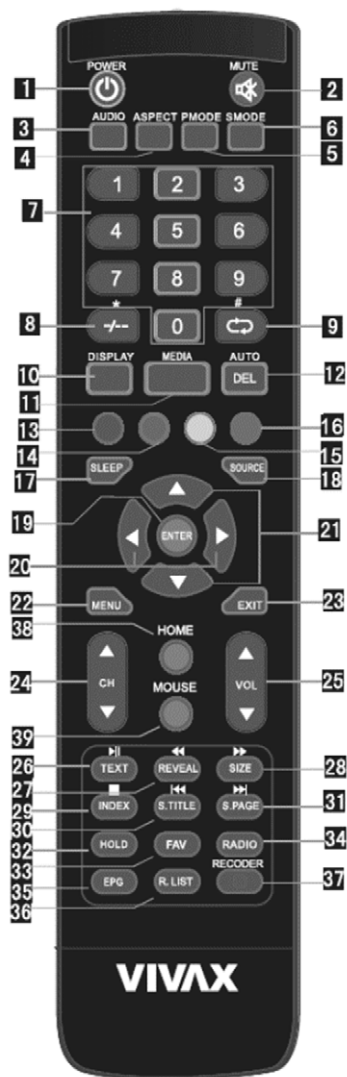 POWER MUTE
1 2
AUDIO ASPECT PMODE SMODE
3 6
4 5
1 2 3
7
4 5 6
7 8 9
★ #
8 -/-- 0 9
DISPLAY MEDIA AUTO
10 DEL 12
11
13 16
14 15
SLEEP SOURCE
17 18
19
ENTER 21
20
22 MENU EXIT 23
38 HOME
24 CH VOL 25
MOUSE
39
26 TEXT REVEAL SIZE 28
27
29 INDEX S.TITLE S.PAGE 31
30
32 HOLD FAV RADIO 34
33
RECODER
35 EPG R.LIST 37
36
VIVAX